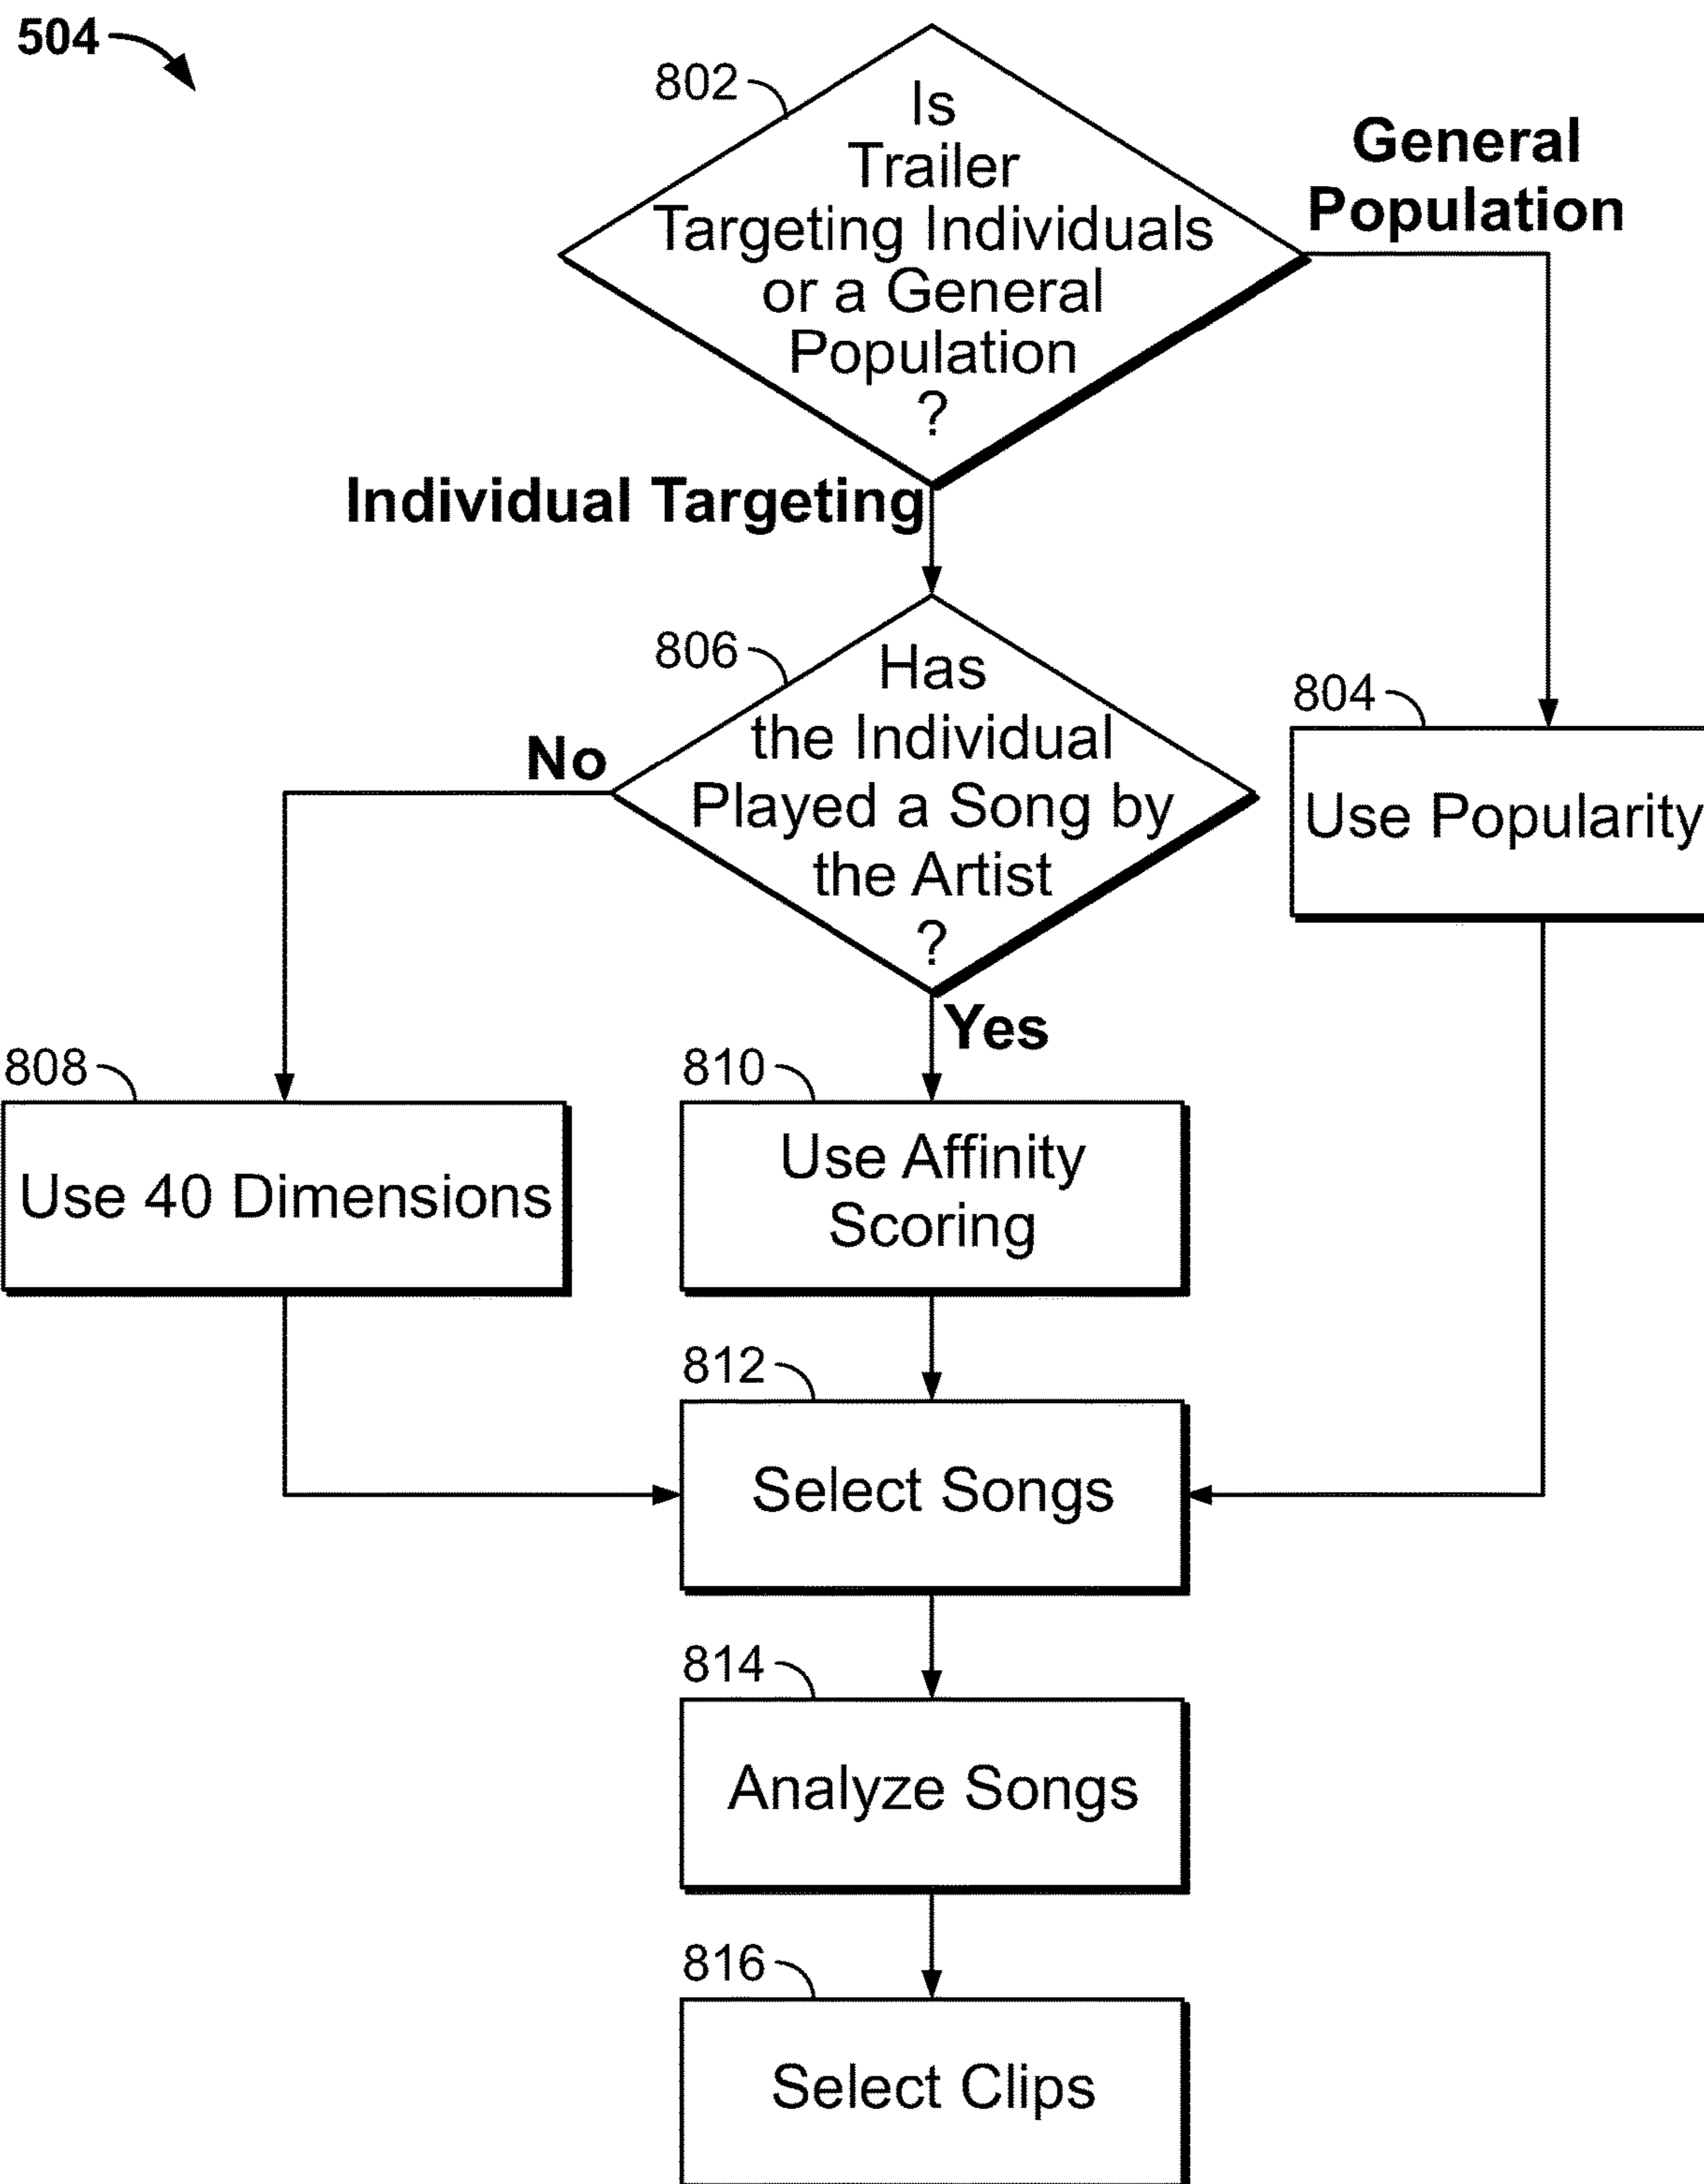 504
802
Is
Trailer
Targeting Individuals
or a General
Population
?
General
Population
Individual Targeting
806
Has
the Individual
Played a Song by
the Artist
?
No
804
Use Popularity
Yes
808
Use 40 Dimensions
810
Use Affinity
Scoring
812
Select Songs
814
Analyze Songs
816
Select Clips